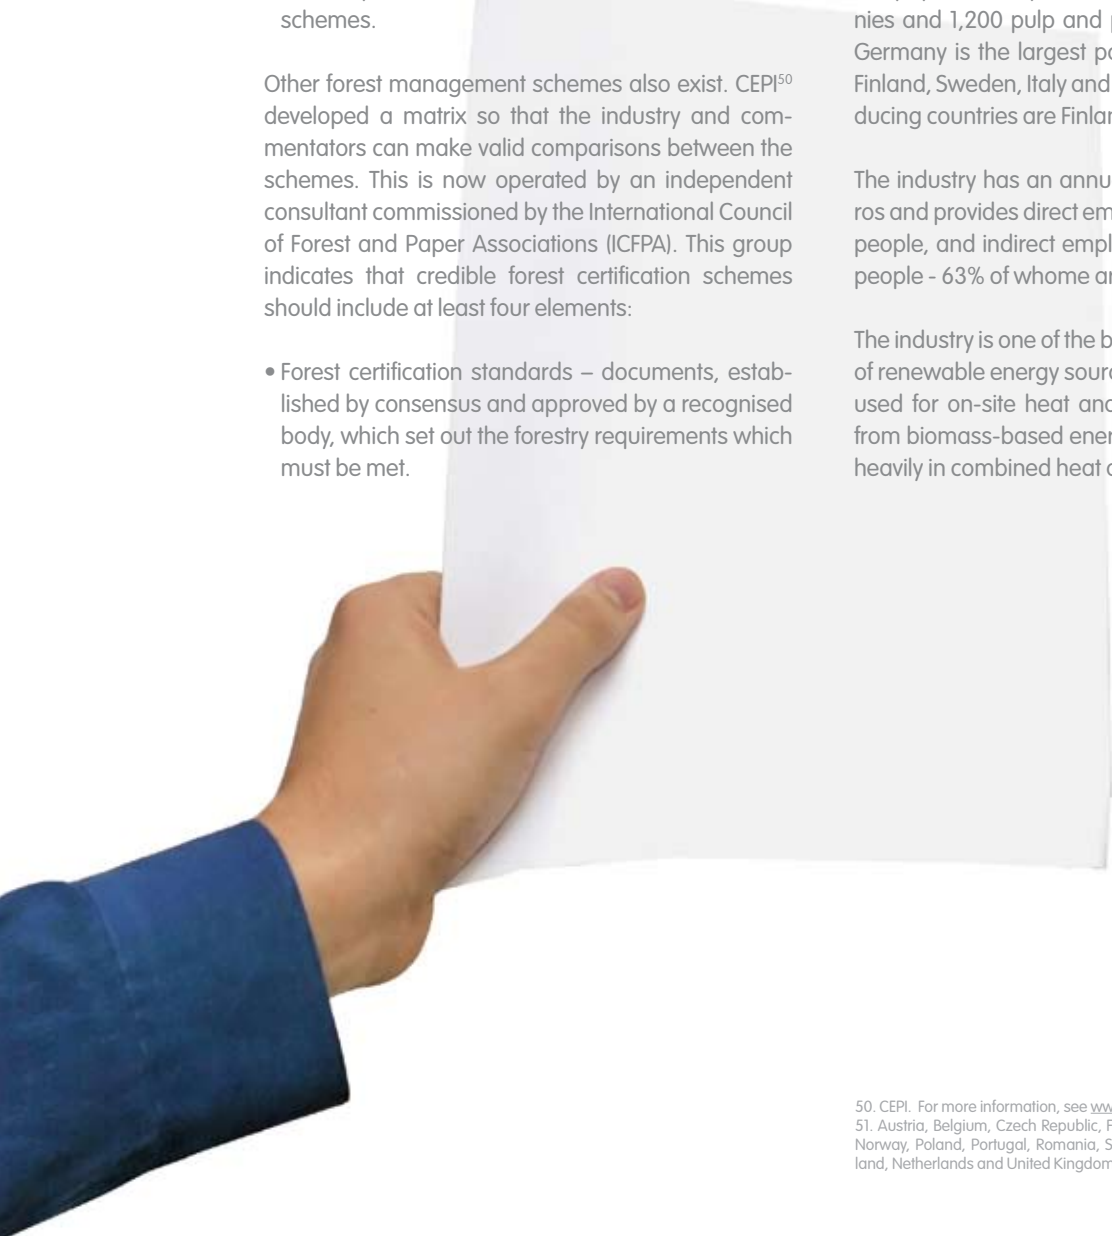 schemes.
Other forest management schemes also exist. CEPI50
developed a matrix so that the industry and com-
mentators can make valid comparisons between the
schemes. This is now operated by an independent
consultant commissioned by the International Council
of Forest and Paper Associations (ICFPA). This group
indicates that credible forest certification schemes
should include at least four elements:
• Forest certification standards – documents, estab-
lished by consensus and approved by a recognised
body, which set out the forestry requirements which
must be met.
nies and 1,200 pulp and
Germany is the largest
Finland, Sweden, Italy and
ducing countries are
The industry has an
ros and provides direct
people, and indirect
people - 63% of whome
The industry is one of the
of renewable energy
used for on-site heat
from biomass-based
heavily in combined heat
50. CEPI. For more information, see
51. Austria, Belgium, Czech Republic,
Norway, Poland, Portugal, Romania,
land, Netherlands and United Kingdom